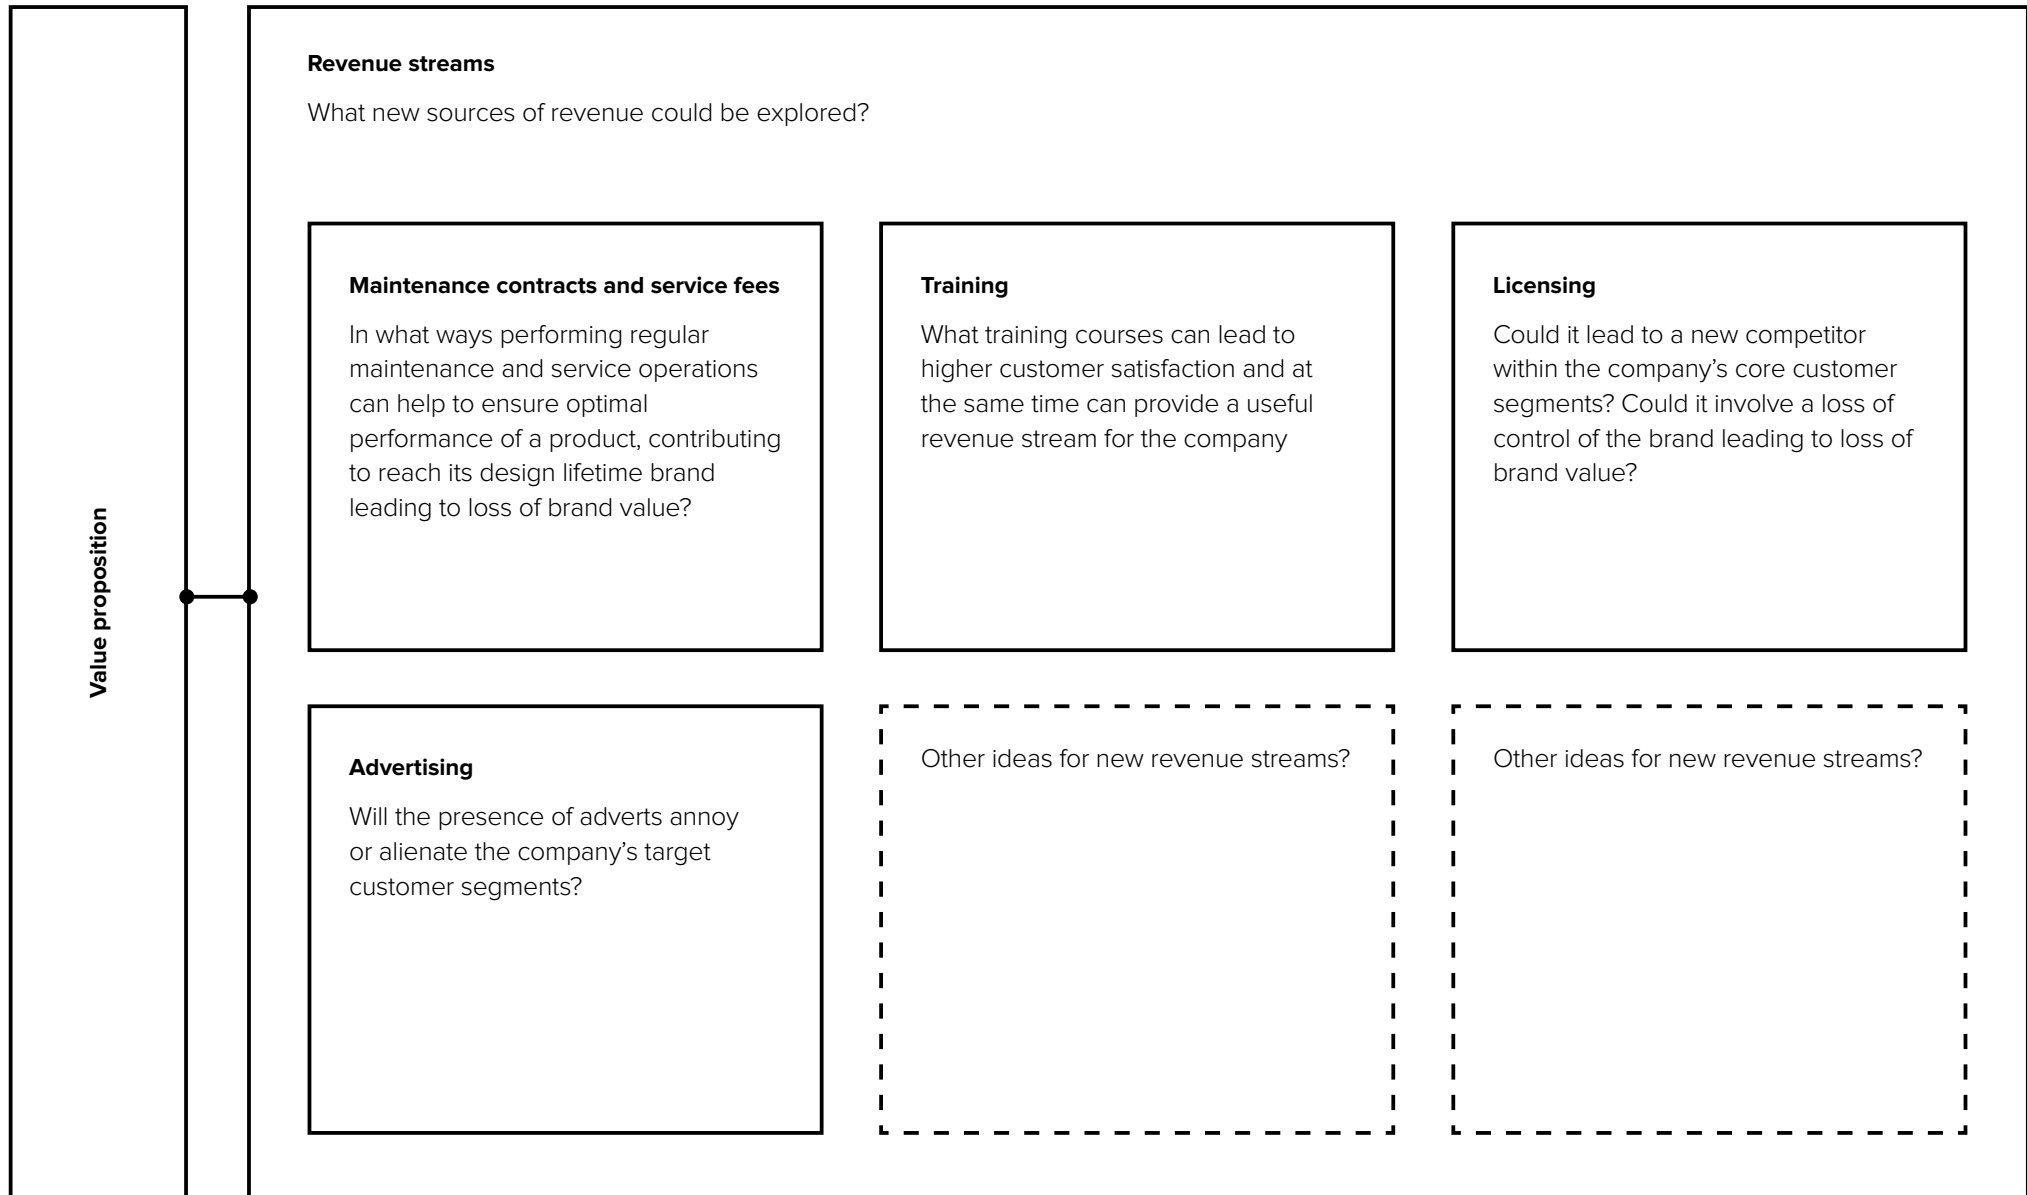 Value proposition
Revenue streams
What new sources of revenue could be explored?
Maintenance contracts and service fees
In what ways performing regular
maintenance and service operations
can help to ensure optimal
performance of a product, contributing
to reach its design lifetime brand
leading to loss of brand value?
Training
What training courses can lead to
higher customer satisfaction and at
the same time can provide a useful
revenue stream for the company
Licensing
Could it lead to a new competitor
within the company’s core customer
segments? Could it involve a loss of
control of the brand leading to loss of
brand value?
Advertising
Will the presence of adverts annoy
or alienate the company’s target
customer segments?
Other ideas for new revenue streams?
Other ideas for new revenue streams?